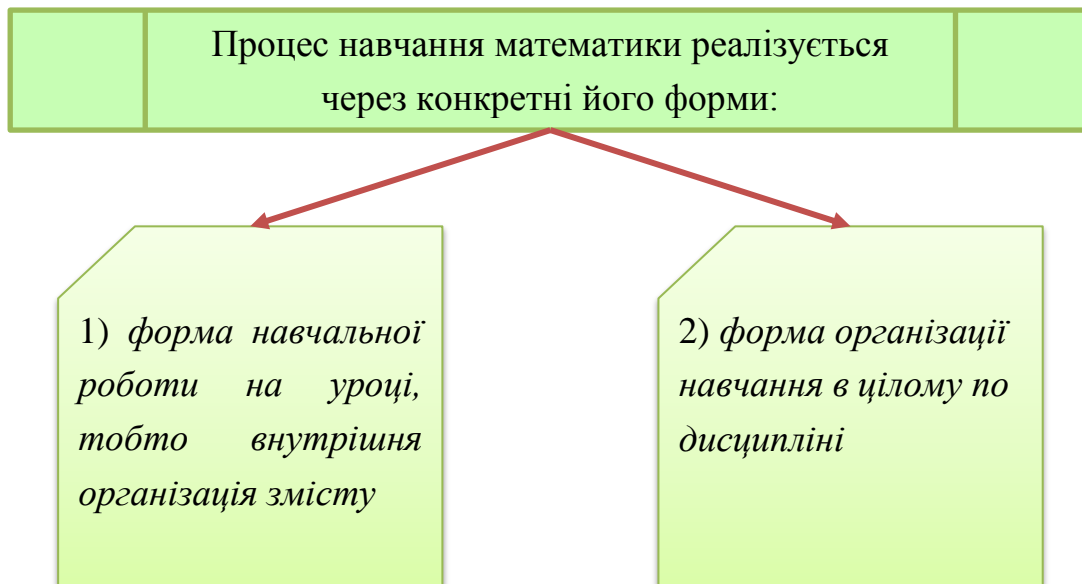 Процес навчання математики реалізується
через конкретні його форми:
1) форма навчальної
роботи на уроці,
тобто внутрішня
організація змісту
2) форма організації
навчання в цілому по
дисципліні